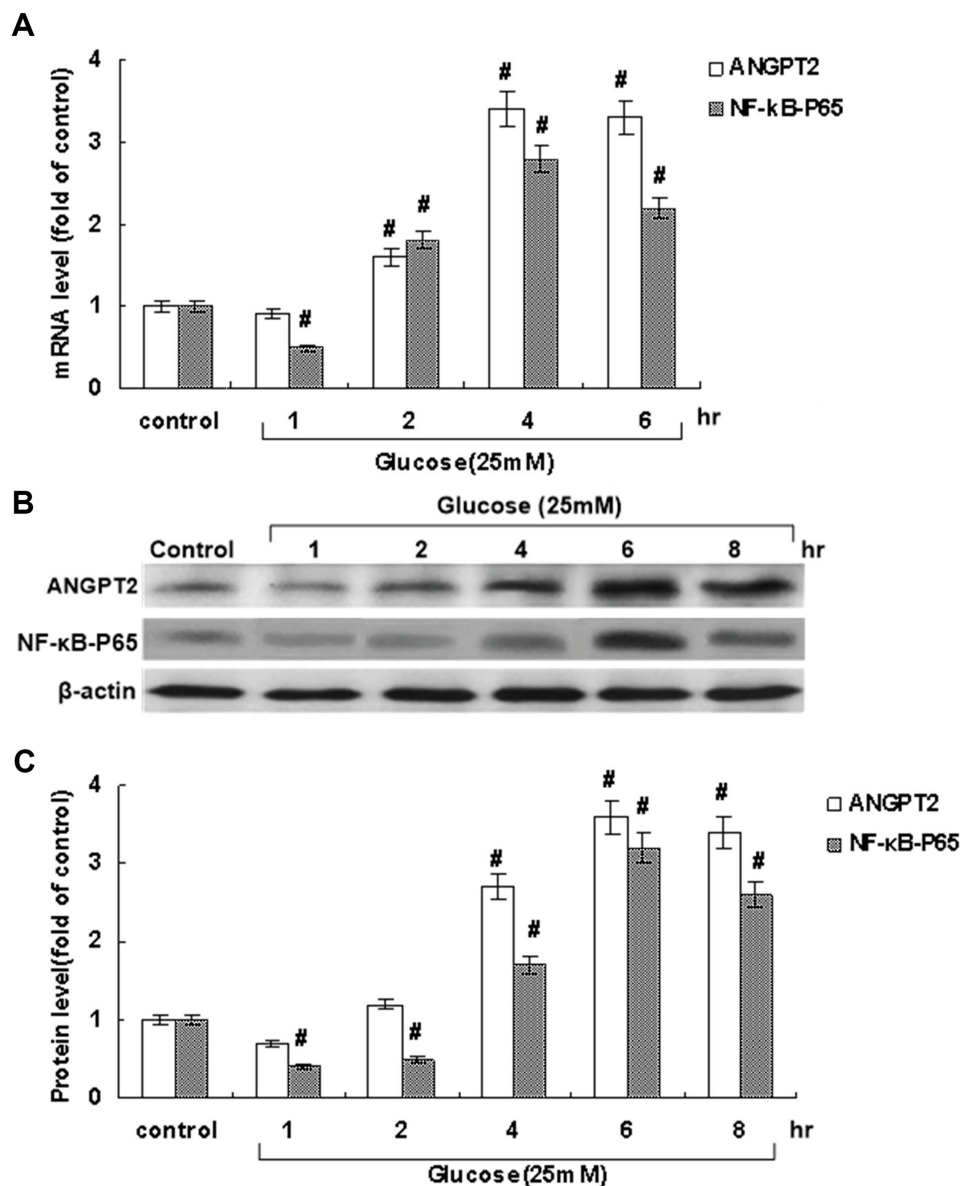 A
4
3
2
1
0
mRNA level (fold of control)
# # # # # # #
ANGPT2
NF-kB-P65
control 1 2 4 6 hr
Glucose(25mM)
B
Glucose (25mM)
Control 1 2 4 6 8 hr
ANGPT2
NF-κB-P65
β-actin
C
4
3
2
1
0
Protein level(fold of control)
# # # # # # # #
ANGPT2
NF-κB-P65
control 1 2 4 6 8 hr
Glucose(25mM)